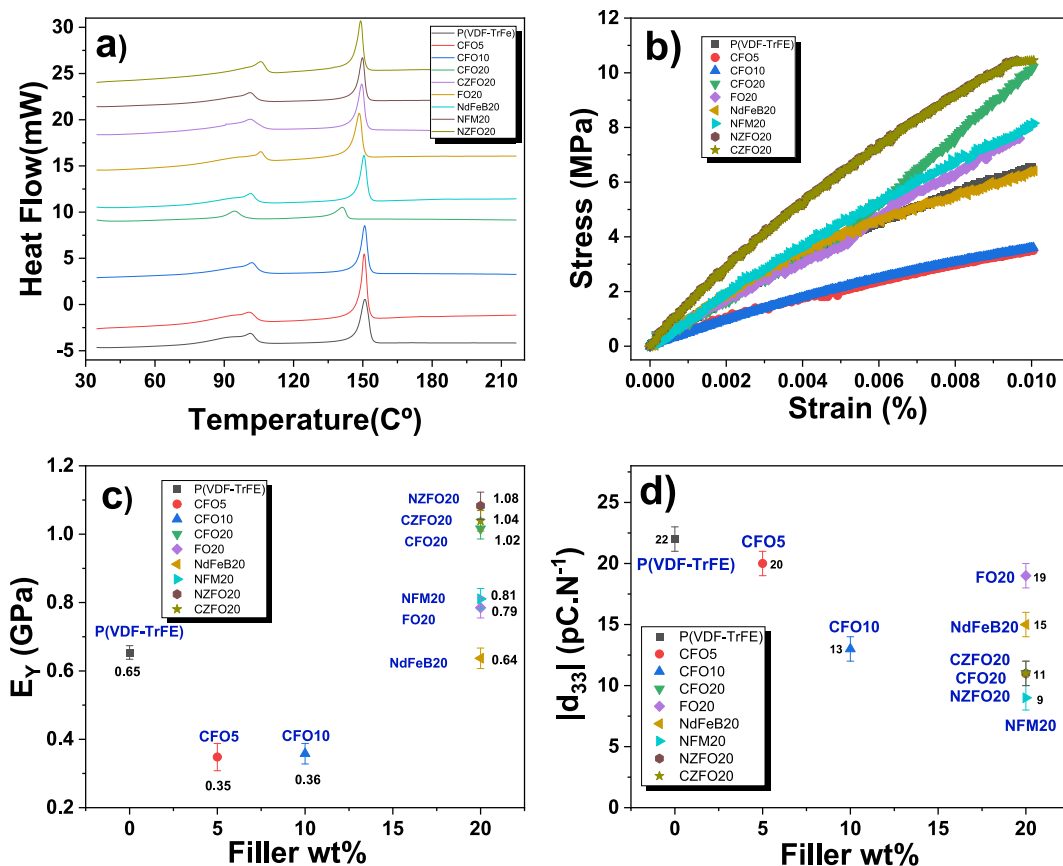 a)
Heat Flow(mW)
30
25
20
15
10
5
0
-5
30
60
90
120
150
180
210
Temperature(Cº)
P(VDF-TrFe)
CFO5
CFO10
CFO20
CZFO20
FO20
NdFeB20
NFM20
NZFO20
b)
Stress (MPa)
12
10
8
6
4
2
0
0.000
0.002
0.004
0.006
0.008
0.010
Strain (%)
P(VDF-TrFE)
CFO5
CFO10
CFO20
FO20
NdFeB20
NFM20
NZFO20
CZFO20
c)
E_Y (GPa)
1.2
1.0
0.8
0.6
0.4
0.2
0
5
10
15
20
Filler wt%
P(VDF-TrFE)
CFO5
CFO10
CFO20
FO20
NdFeB20
NFM20
NZFO20
CZFO20
NZFO20 1.08
CZFO20 1.04
CFO20 1.02
NFM20 0.81
FO20 0.79
NdFeB20 0.64
P(VDF-TrFE)
0.65
CFO5
0.35
CFO10
0.36
d)
|d33| (pC.N-1)
25
20
15
10
5
0
0
5
10
15
20
Filler wt%
22
P(VDF-TrFE)
CFO5
20
CFO10
13
FO20 19
NdFeB20 15
CZFO20
CFO20 11
NZFO20 9
NFM20
P(VDF-TrFE)
CFO5
CFO10
CFO20
FO20
NdFeB20
NFM20
NZFO20
CZFO20